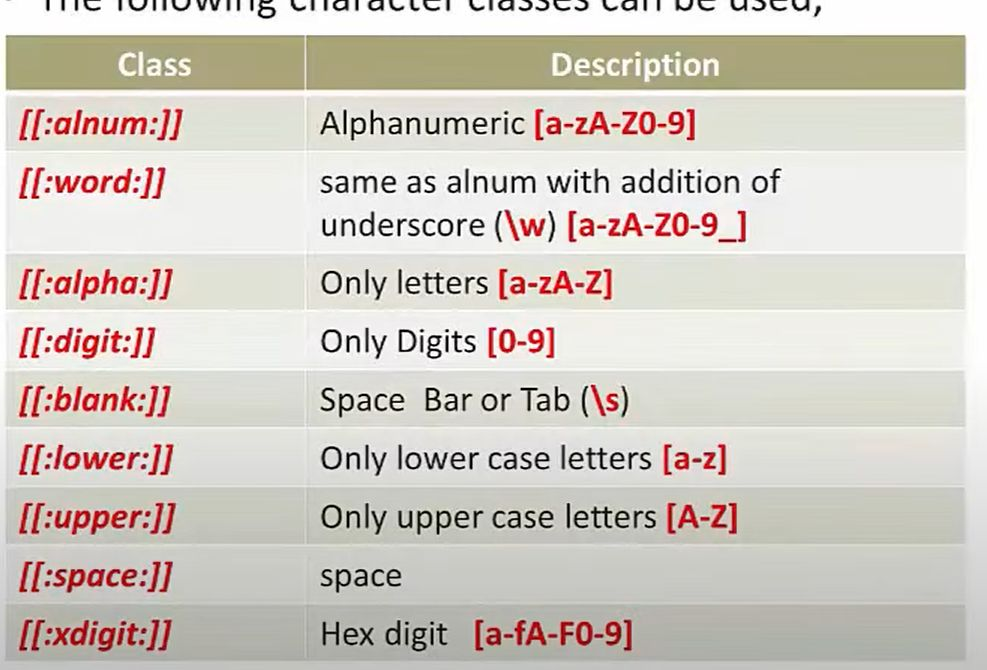 The following character classes can be used,
Class Description
[[:alnum:]] Alphanumeric [a-zA-Z0-9]
[[:word:]] same as alnum with addition of
underscore (\w) [a-zA-Z0-9_]
[[:alpha:]] Only letters [a-zA-Z]
[[:digit:]] Only Digits [0-9]
[[:blank:]] Space Bar or Tab (\s)
[[:lower:]] Only lower case letters [a-z]
[[:upper:]] Only upper case letters [A-Z]
[[:space:]] space
[[:xdigit:]] Hex digit [a-fA-F0-9]